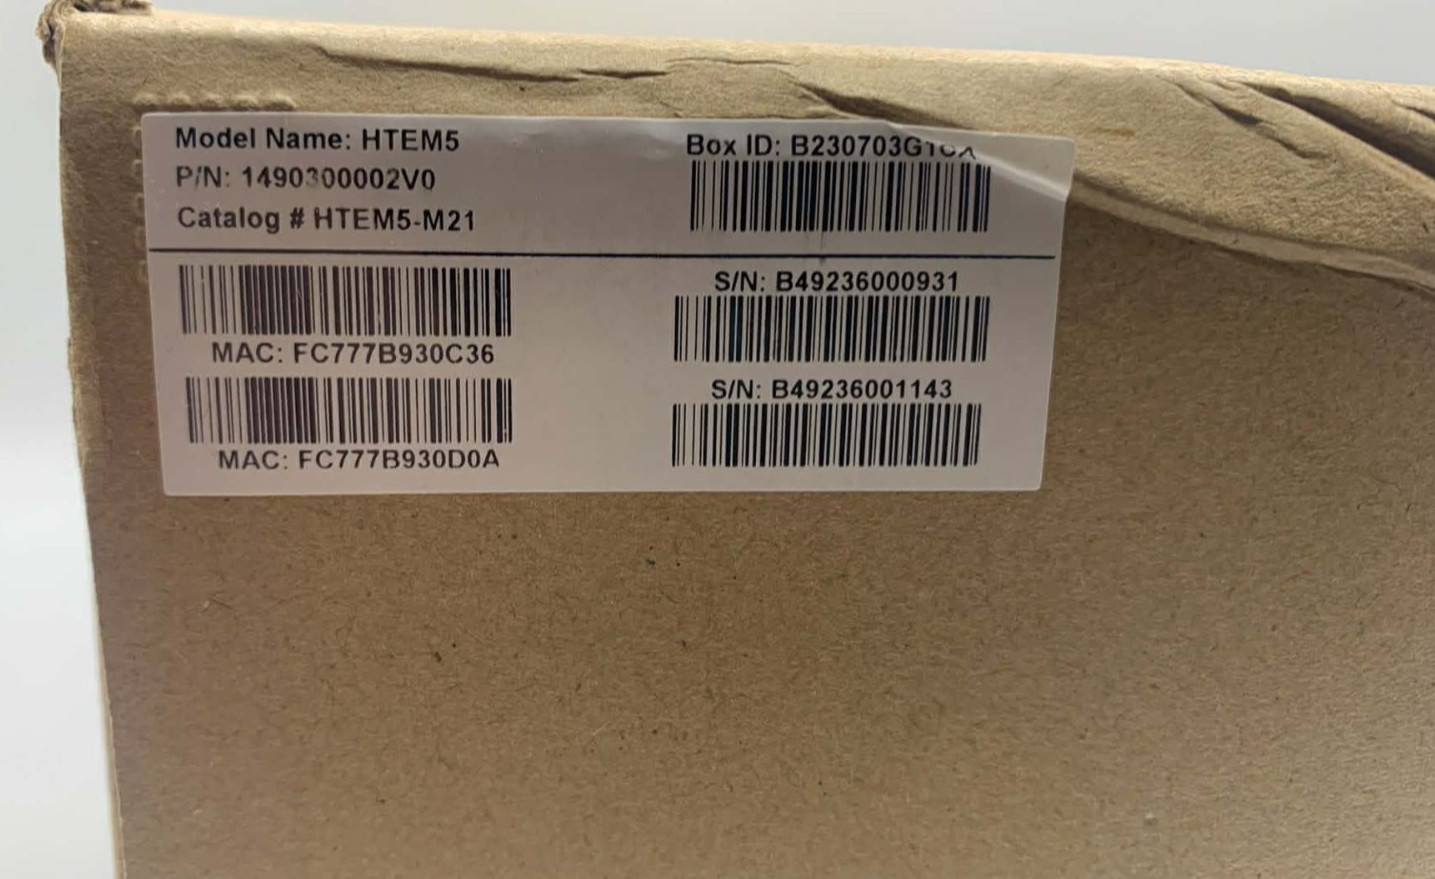 Model Name: HTEM5
P/N: 1490300002V0
Catalog # HTEM5-M21
Box ID:
MAC: FC777B930C36
MAC: FC777B930D0A
S/N: B49236000931
S/N: B49236001143